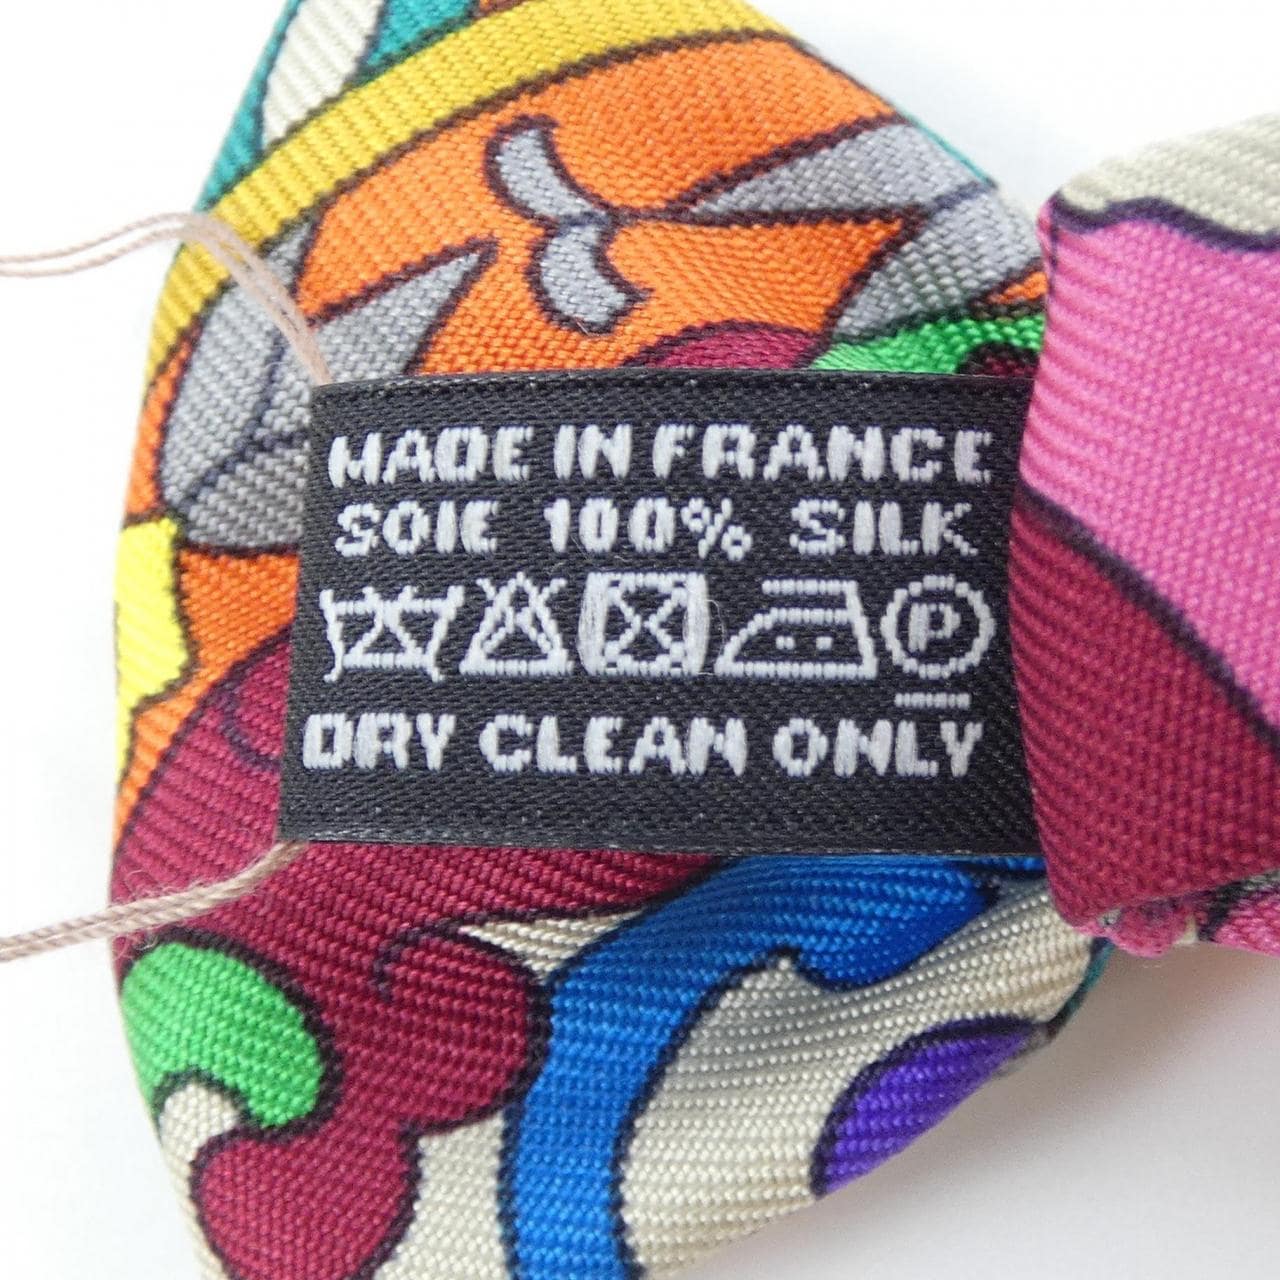 MADE IN FRANCE
SOIE 100% SILK
P
DRY CLEAN ONLY